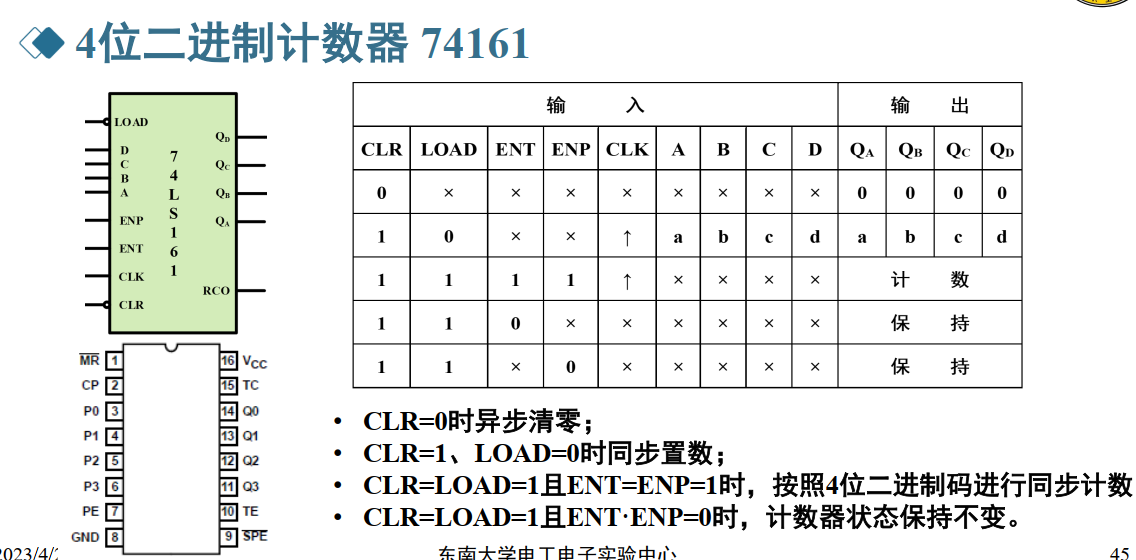 4位二进制计数器 74161
LOAD
D
C
B
A
ENP
ENT
CLK
CLR
74LS161
QD
QC
QB
QA
RCO
MR 1
CP 2
P0 3
P1 4
P2 5
P3 6
PE 7
GND 8
16 VCC
15 TC
14 Q0
13 Q1
12 Q2
11 Q3
10 TE
9 SPE
输 入 输 出
CLR LOAD ENT ENP CLK A B C D QA QB QC QD
0 × × × × × × × × 0 0 0 0
1 0 × × ↑ a b c d a b c d
1 1 1 1 ↑ × × × × 计 数
1 1 0 × × × × × × 保 持
1 1 × 0 × × × × × 保 持
• CLR=0时异步清零；
• CLR=1、LOAD=0时同步置数；
• CLR=LOAD=1且ENT=ENP=1时，按照4位二进制码进行同步计数
• CLR=LOAD=1且ENT·ENP=0时，计数器状态保持不变。
2023/4/2
东南大学电工电子实验中心
45